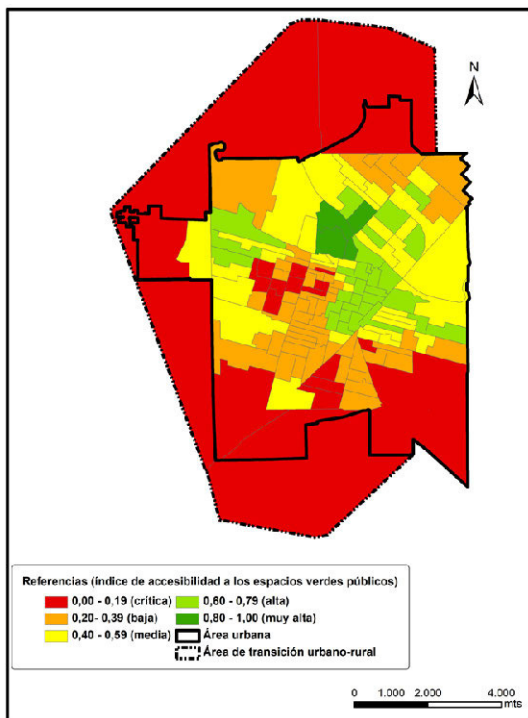 N
Referencias (índice de accesibilidad a los espacios verdes públicos)
0,00 - 0,19 (crítica)
0,20- 0,39 (baja)
0,40 - 0,59 (media)
0,60 - 0,79 (alta)
0,80 - 1,00 (muy alta)
Área urbana
Área de transición urbano-rural
0 1.000 2.000 4.000
mts